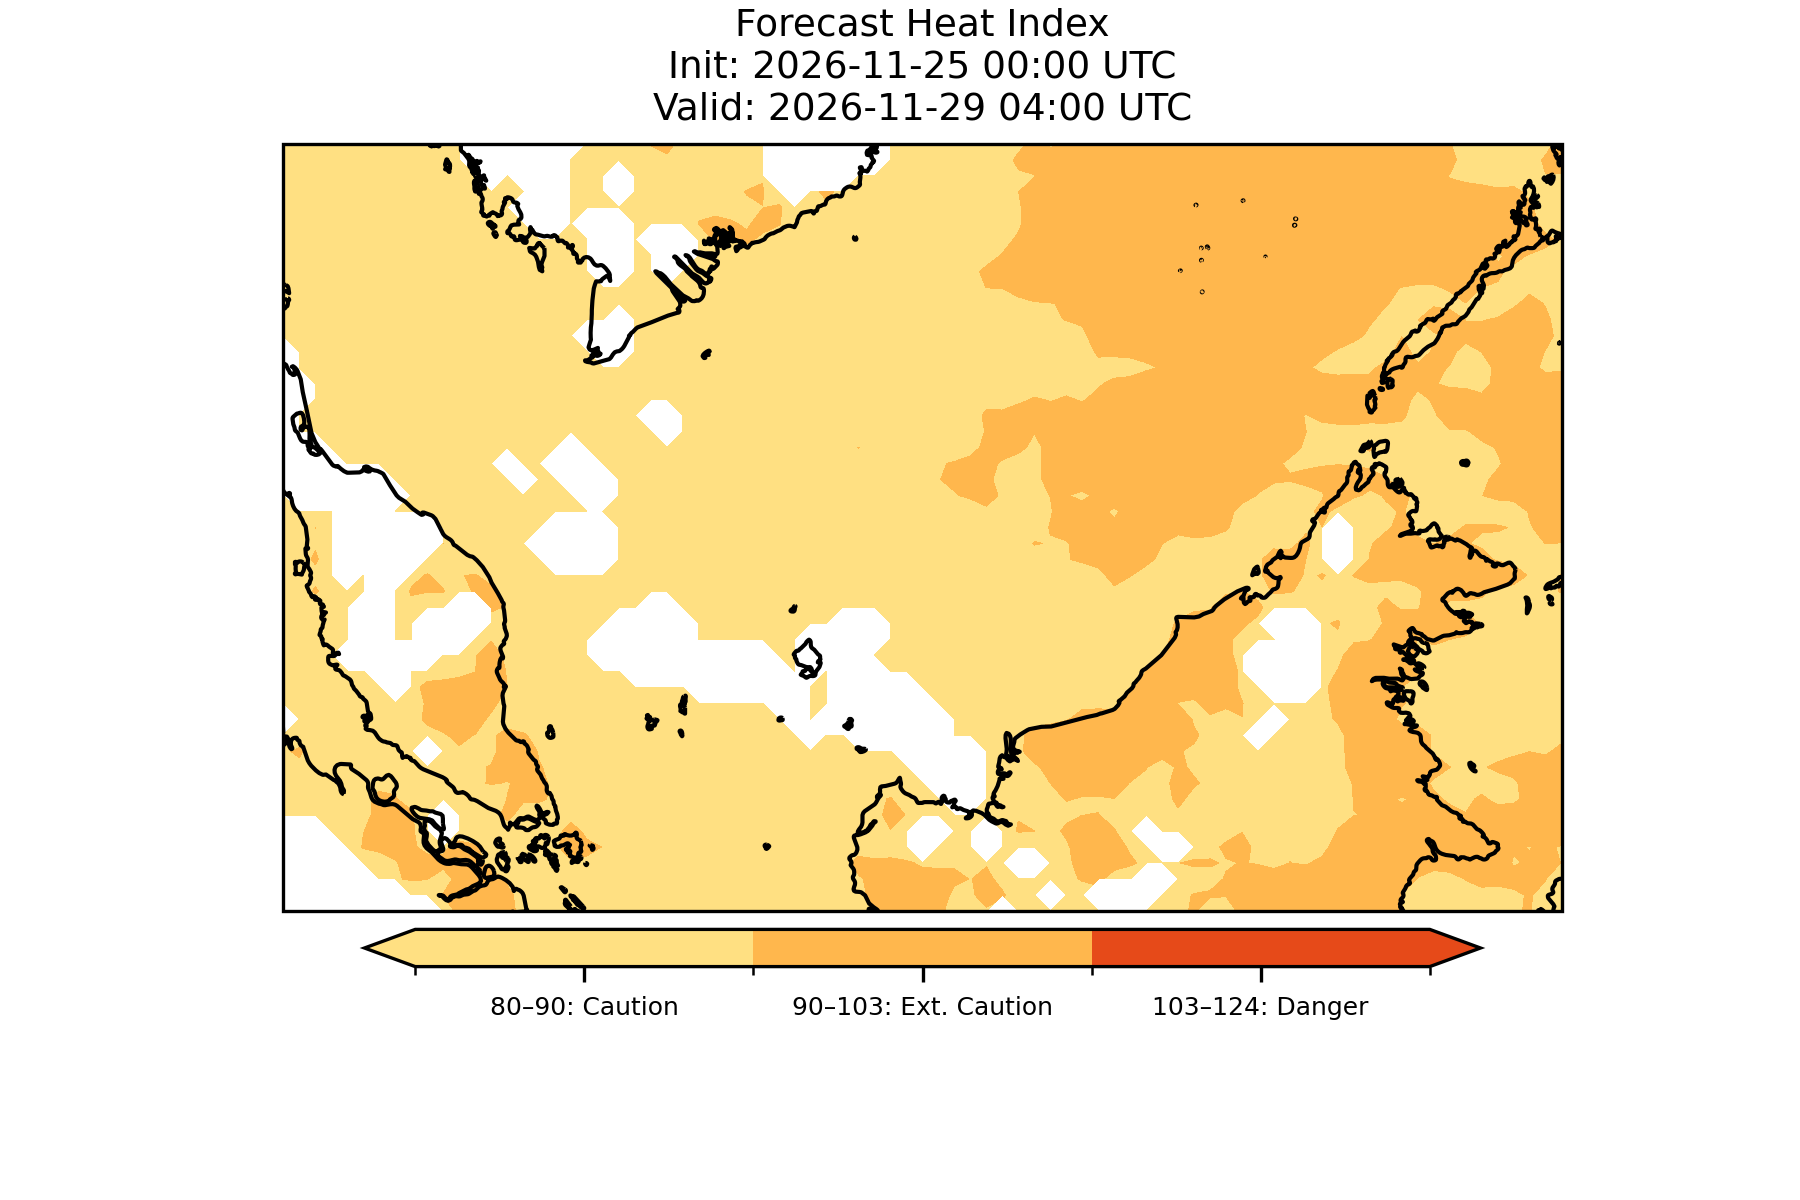 Forecast Heat Index
Init: 2026-11-25 00:00 UTC
Valid: 2026-11-29 04:00 UTC
80–90: Caution
90–103: Ext. Caution
103–124: Danger